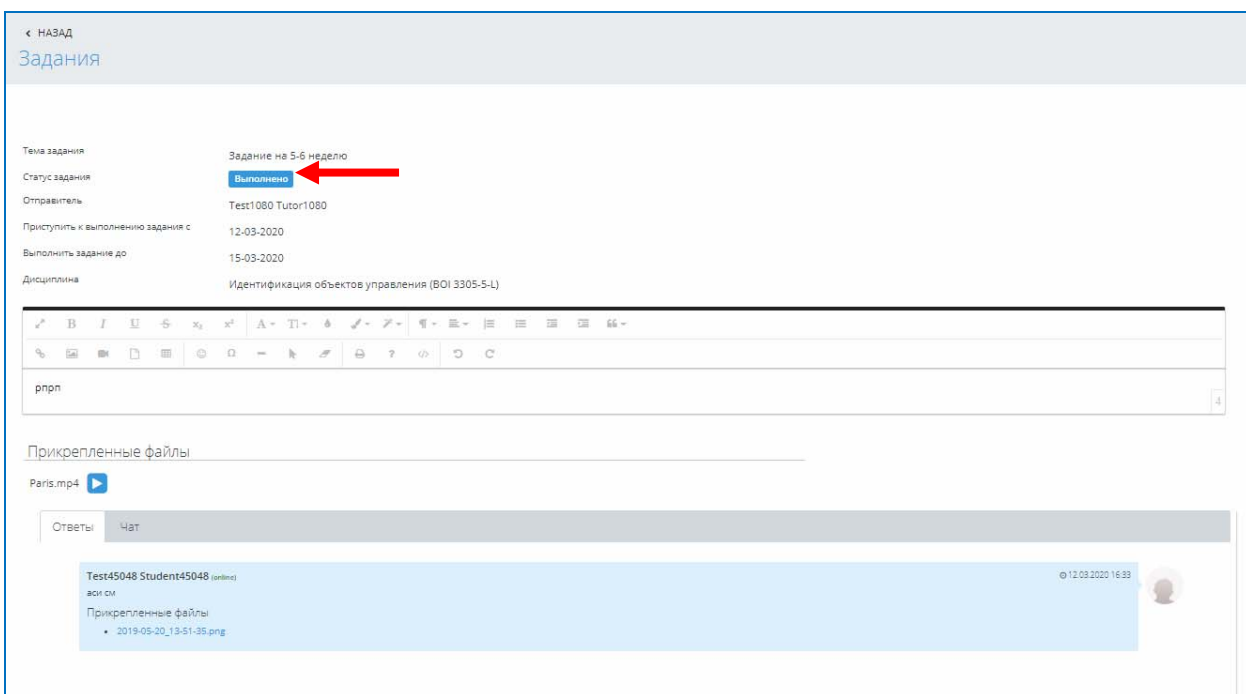 ‹ НАЗАД
Задания
Тема задания Задание на 5-6 неделю
Статус задания Выполнено
Отправитель Test1080 Tutor1080
Приступить к выполнению задания с 12-03-2020
Выполнить задание до 15-03-2020
Дисциплина Идентификация объектов управления (BOI 3305-5-L)
рпрп
4
Прикрепленные файлы
Paris.mp4
Ответы Чат
Test45048 Student45048 (online) 12.03.2020 16:33
аси см
Прикрепленные файлы
• 2019-05-20_13-51-35.png